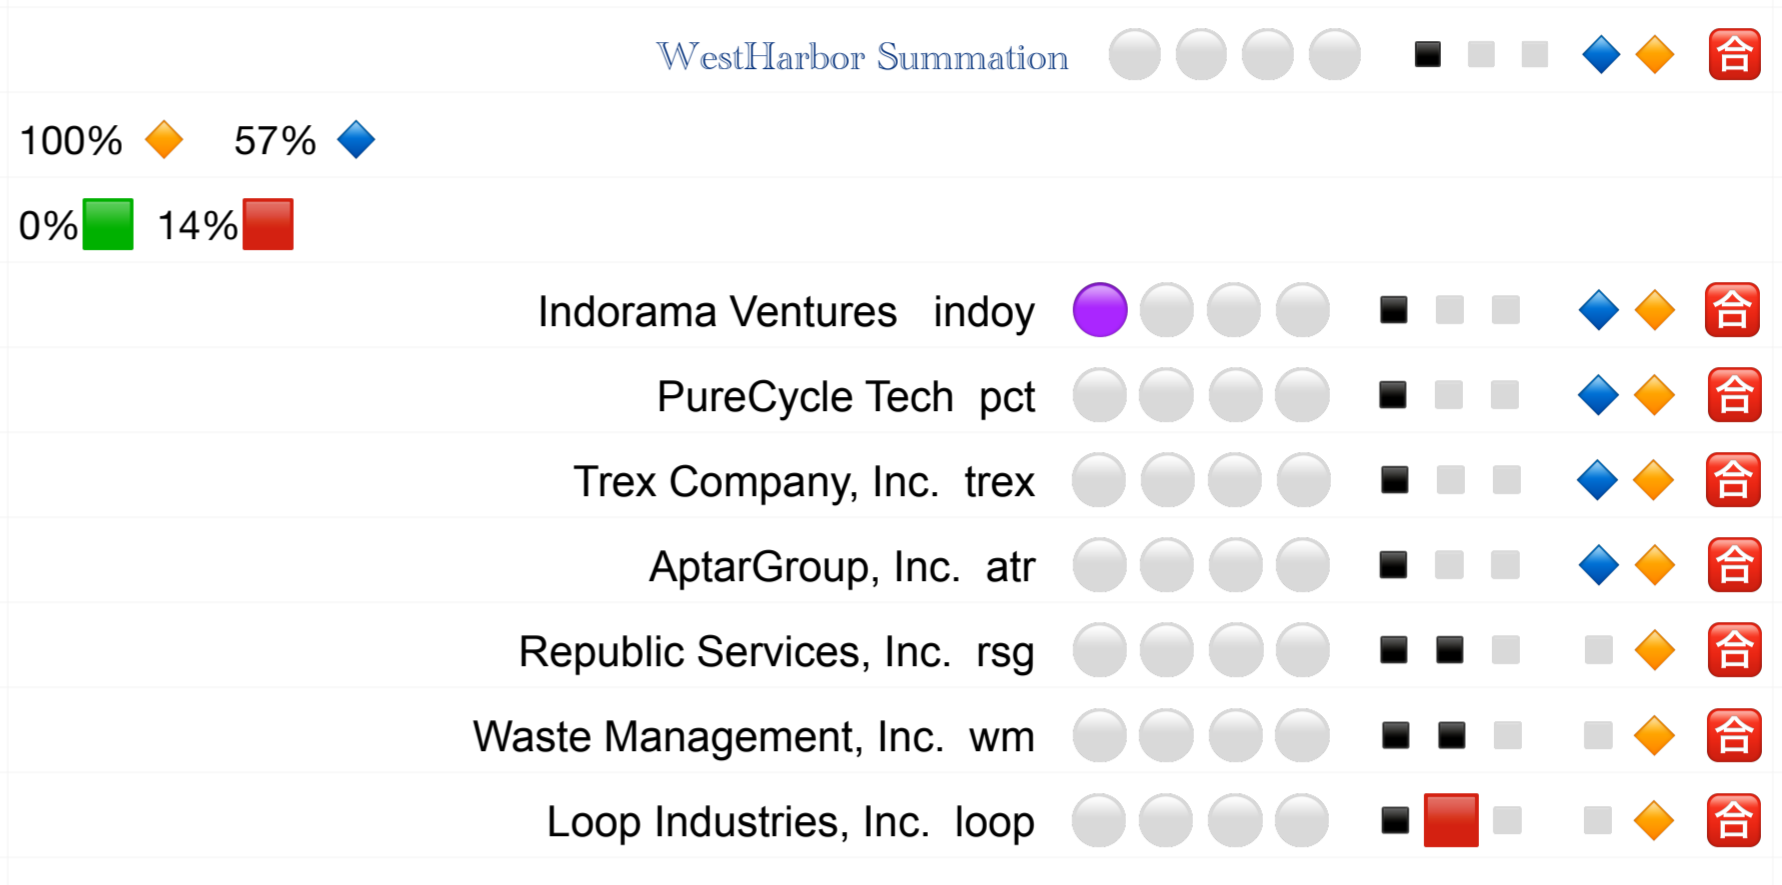 WestHarbor Summation ⚪⚪⚪⚪ ◾◽◽ 🔹🔸 🈴
100% 🔸 57% 🔹
0%🟩 14%🟥
Indorama Ventures indoy 🟣⚪⚪⚪ ◾◽◽ 🔹🔸 🈴
PureCycle Tech pct ⚪⚪⚪⚪ ◾◽◽ 🔹🔸 🈴
Trex Company, Inc. trex ⚪⚪⚪⚪ ◾◽◽ 🔹🔸 🈴
AptarGroup, Inc. atr ⚪⚪⚪⚪ ◾◽◽ 🔹🔸 🈴
Republic Services, Inc. rsg ⚪⚪⚪⚪ ◾◾◽ ◽🔸 🈴
Waste Management, Inc. wm ⚪⚪⚪⚪ ◾◾◽ ◽🔸 🈴
Loop Industries, Inc. loop ⚪⚪⚪⚪ ◾🟥◽ ◽🔸 🈴